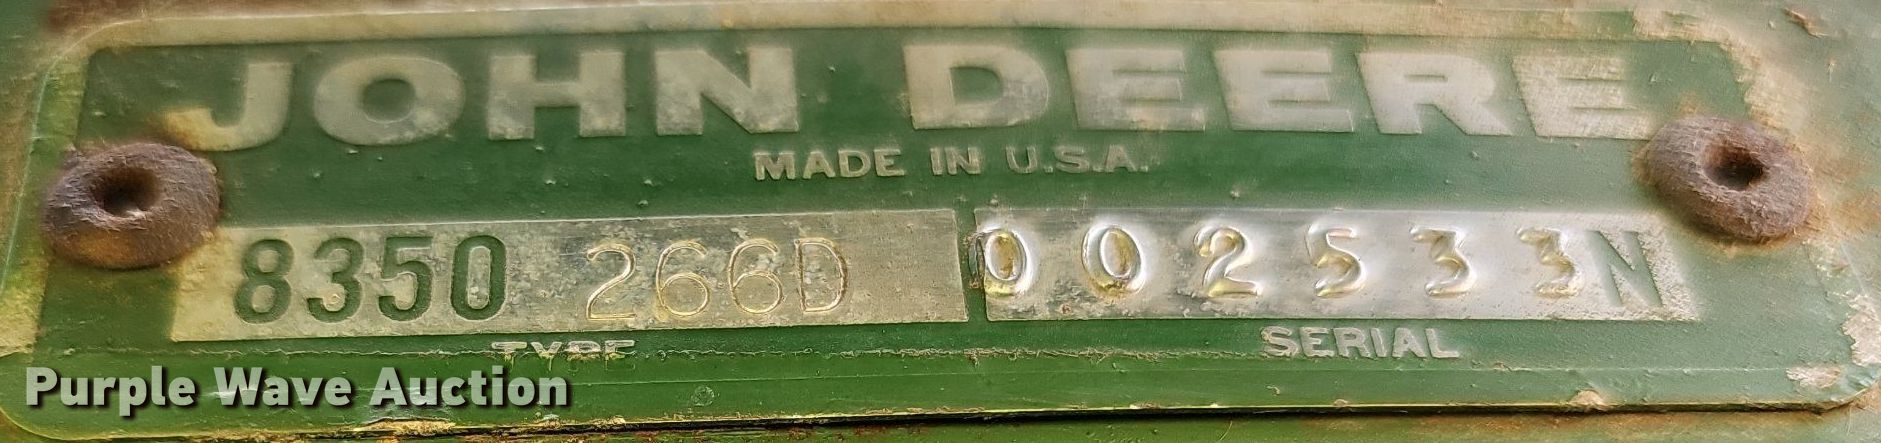 JOHN DEERE
MADE IN U.S.A.
8350 266D 002533N
TYPE SERIAL
Purple Wave Auction